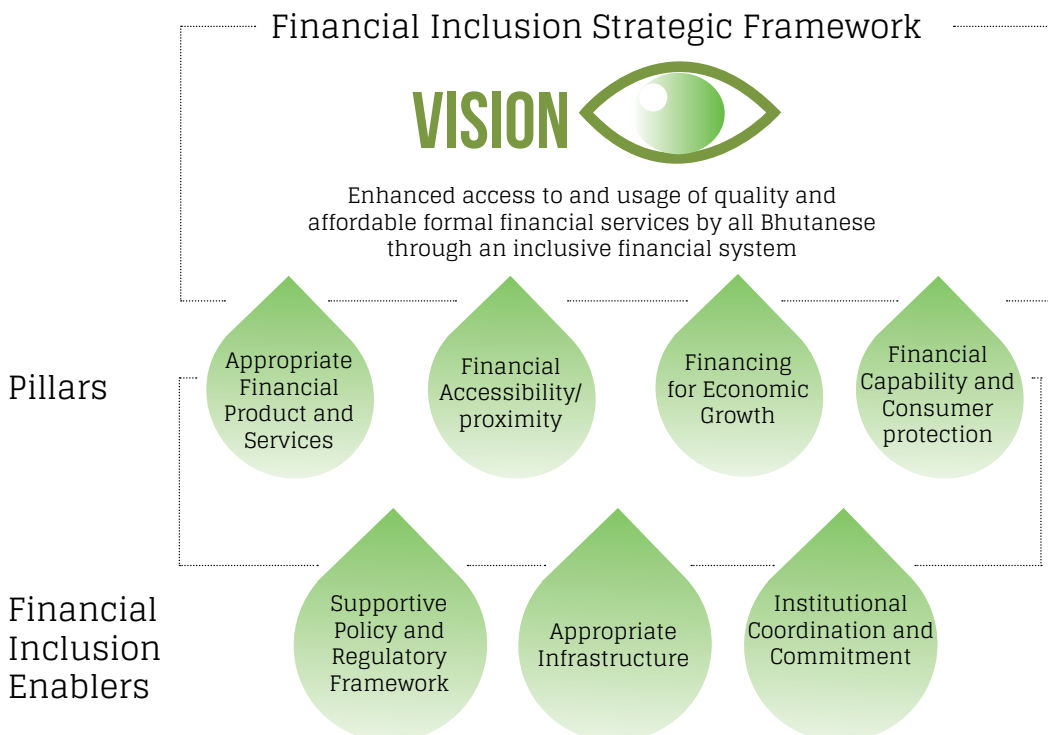 Financial Inclusion Strategic Framework
VISION
Enhanced access to and usage of quality and
affordable formal financial services by all Bhutanese
through an inclusive financial system
Pillars
Appropriate
Financial
Product and
Services
Financial
Accessibility/
proximity
Financing
for Economic
Growth
Financial
Capability and
Consumer
protection
Financial
Inclusion
Enablers
Supportive
Policy and
Regulatory
Framework
Appropriate
Infrastructure
Institutional
Coordination and
Commitment